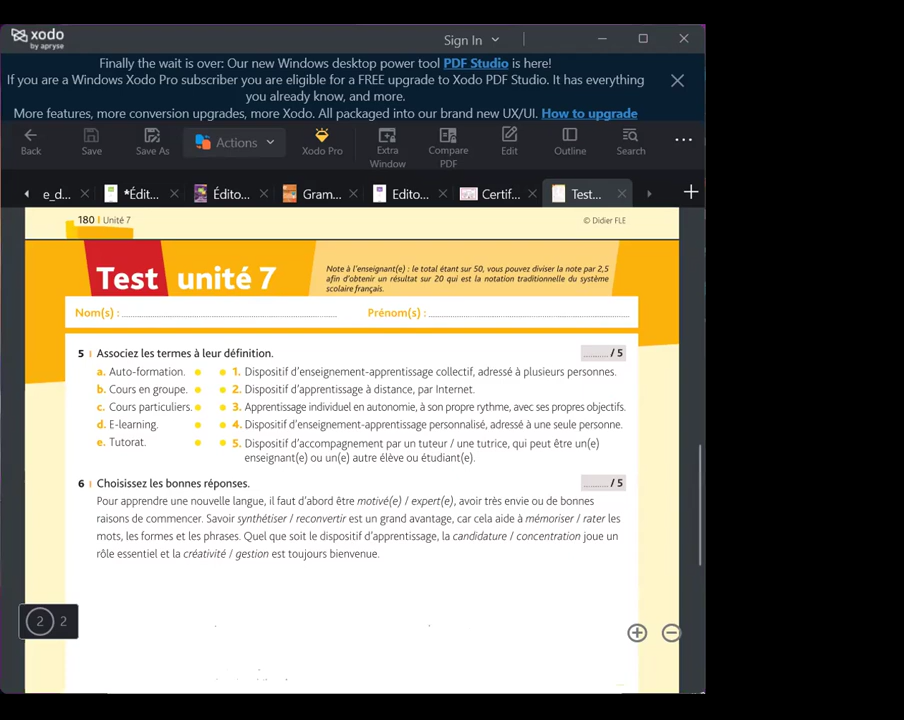 xodo
by apryse
Sign In
Finally the wait is over: Our new Windows desktop power tool PDF Studio is here!
If you are a Windows Xodo Pro subscriber you are eligible for a FREE upgrade to Xodo PDF Studio. It has everything
you already know, and more.
More features, more conversion upgrades, more Xodo. All packaged into our brand new UX/UI. How to upgrade
Back Save Save As Actions Xodo Pro Extra Window Compare PDF Edit Outline Search
e_d... *Édit... Édito... Gram... Edito... Certif... Test...
180 | Unité 7 © Didier FLE
Test unité 7
Note à l'enseignant(e) : le total étant sur 50, vous pouvez diviser la note par 2,5
afin d'obtenir un résultat sur 20 qui est la notation traditionnelle du système
scolaire français.
Nom(s) : Prénom(s) :
5 | Associez les termes à leur définition. ........... / 5
a. Auto-formation. 1. Dispositif d'enseignement-apprentissage collectif, adressé à plusieurs personnes.
b. Cours en groupe. 2. Dispositif d'apprentissage à distance, par Internet.
c. Cours particuliers. 3. Apprentissage individuel en autonomie, à son propre rythme, avec ses propres objectifs.
d. E-learning. 4. Dispositif d'enseignement-apprentissage personnalisé, adressé à une seule personne.
e. Tutorat. 5. Dispositif d'accompagnement par un tuteur / une tutrice, qui peut être un(e)
enseignant(e) ou un(e) autre élève ou étudiant(e).
6 | Choisissez les bonnes réponses. ........... / 5
Pour apprendre une nouvelle langue, il faut d'abord être motivé(e) / expert(e), avoir très envie ou de bonnes
raisons de commencer. Savoir synthétiser / reconvertir est un grand avantage, car cela aide à mémoriser / rater les
mots, les formes et les phrases. Quel que soit le dispositif d'apprentissage, la candidature / concentration joue un
rôle essentiel et la créativité / gestion est toujours bienvenue.
2 2